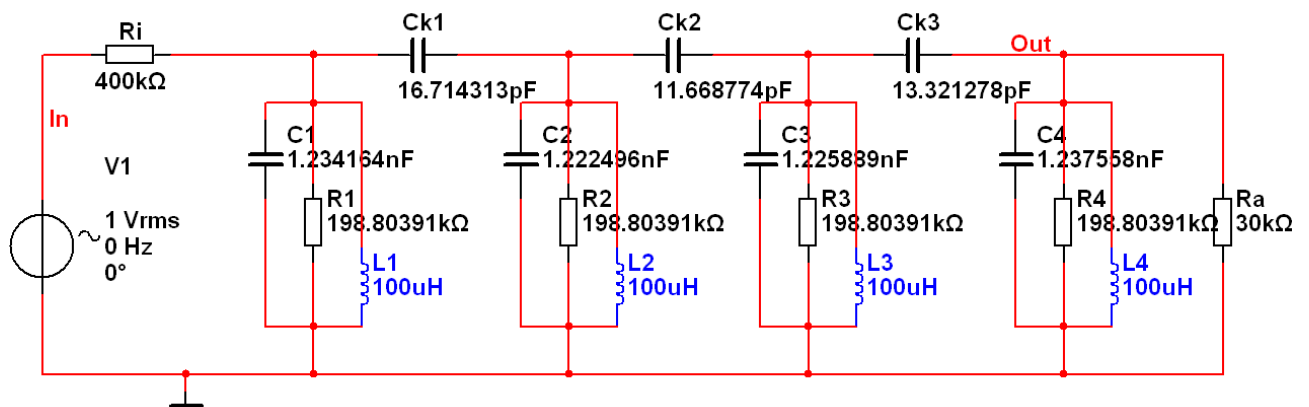 Ri
400kΩ
Ck1
16.714313pF
Ck2
11.668774pF
Ck3
13.321278pF
Out
In
V1
1 Vrms
0 Hz
0°
C1
1.234164nF
R1
198.80391kΩ
L1
100uH
C2
1.222496nF
R2
198.80391kΩ
L2
100uH
C3
1.225889nF
R3
198.80391kΩ
L3
100uH
C4
1.237558nF
R4
198.80391kΩ
L4
100uH
Ra
30kΩ